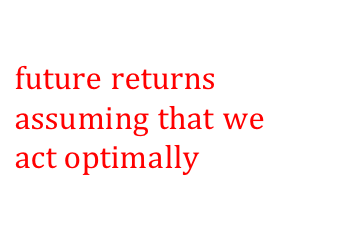 future returns
assuming that we
act optimally